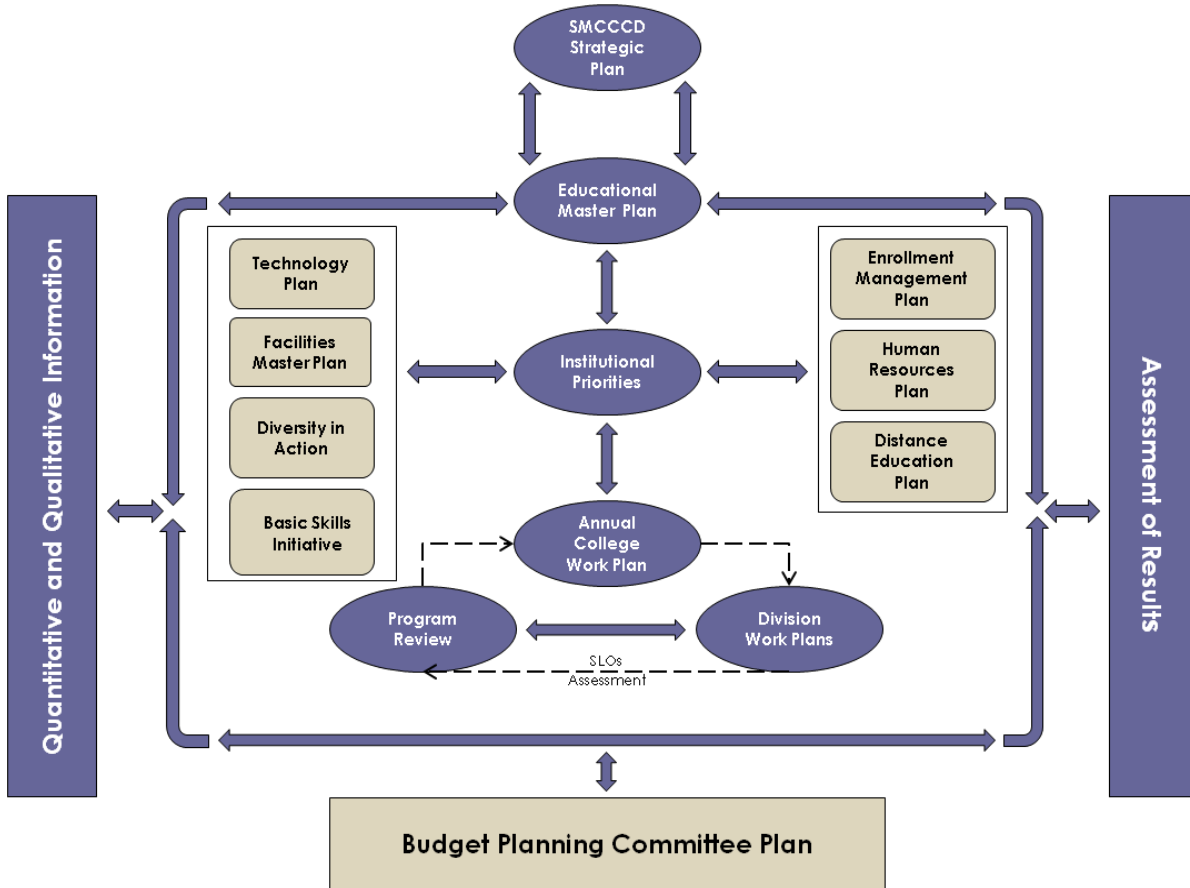 SMCCCD
Strategic
Plan
Educational
Master Plan
Quantitative and Qualitative Information
Technology
Plan
Facilities
Master Plan
Diversity in
Action
Basic Skills
Initiative
Institutional
Priorities
Enrollment
Management
Plan
Human
Resources
Plan
Distance
Education
Plan
Assessment of Results
Annual
College
Work Plan
Program
Review
Division
Work Plans
SLOs
Assessment
Budget Planning Committee Plan